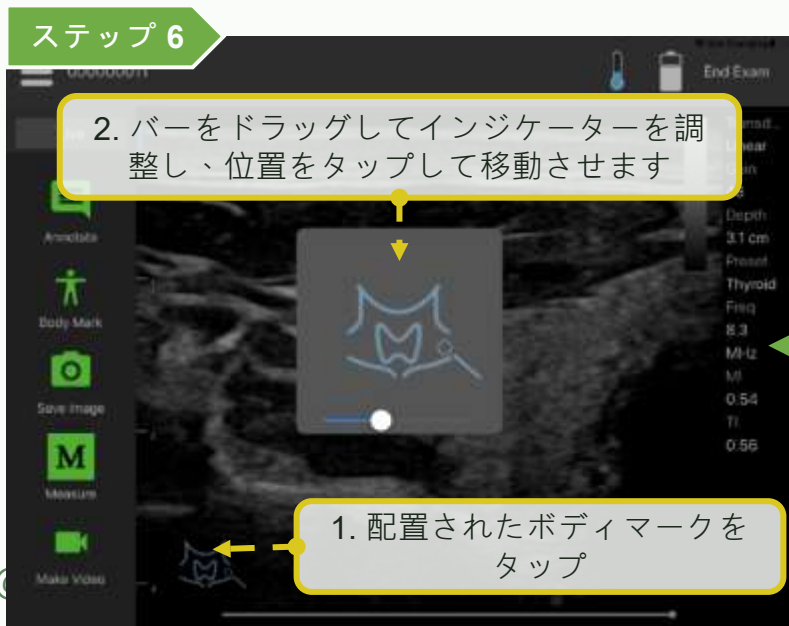 ステップ 6
000000011
End Exam
2. バーをドラッグしてインジケーターを調
整し、位置をタップして移動させます
Linear
Depth
3.1 cm
Preset
Thyroid
Freq
8.3
MHz
MI
0.54
TI
0.56
Annotate
Body Mark
Save Image
M
Measure
Make Video
1. 配置されたボディマークを
タップ